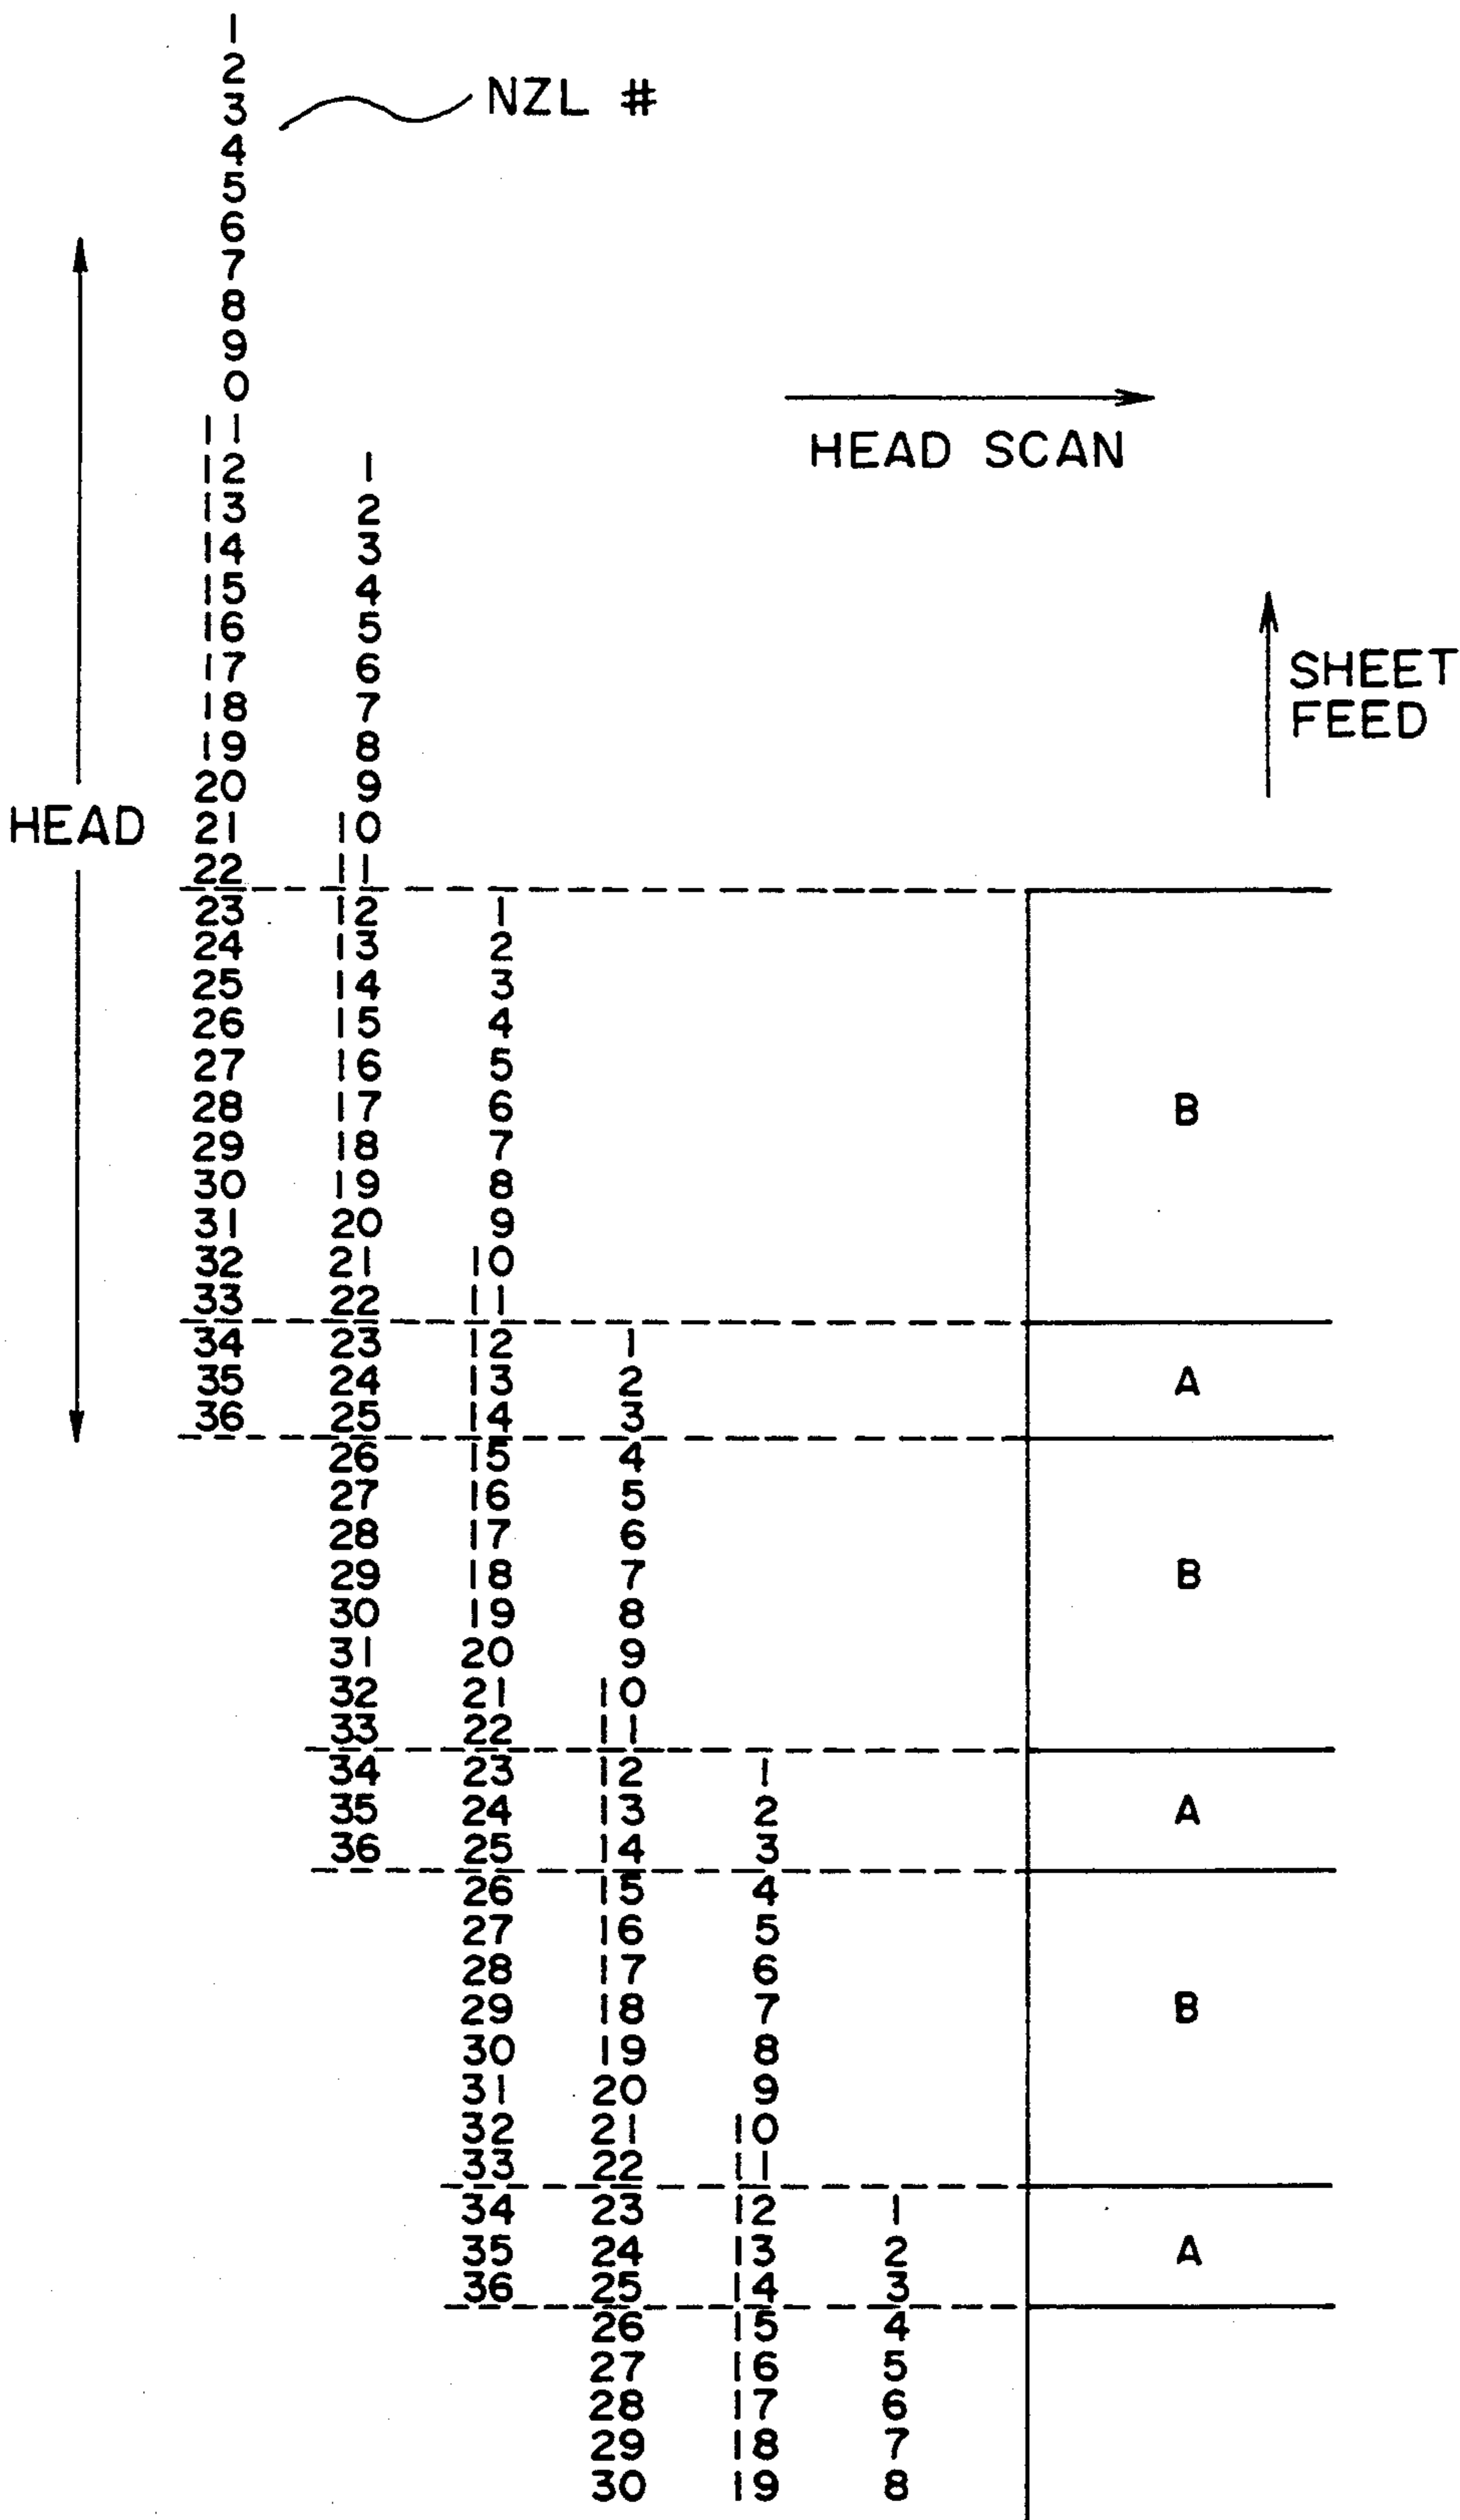 1
2
3 NZL #
4
5
6
7
8
9
0
11
12 1 HEAD SCAN
13 2
14 3
15 4
16 5
17 6 SHEET
18 7 FEED
19 8
20 9
HEAD 21 10
22 11
23 12 1
24 13 2
25 14 3
26 15 4
27 16 5
28 17 6 B
29 18 7
30 19 8
31 20 9
32 21 10
33 22 11
34 23 12 1
35 24 13 2 A
36 25 14 3
26 15 4
27 16 5
28 17 6
29 18 7 B
30 19 8
31 20 9
32 21 10
33 22 11
34 23 12 1
35 24 13 2 A
36 25 14 3
26 15 4
27 16 5
28 17 6
29 18 7 B
30 19 8
31 20 9
32 21 10
33 22 11
34 23 12 1
35 24 13 2 A
36 25 14 3
26 15 4
27 16 5
28 17 6
29 18 7
30 19 8